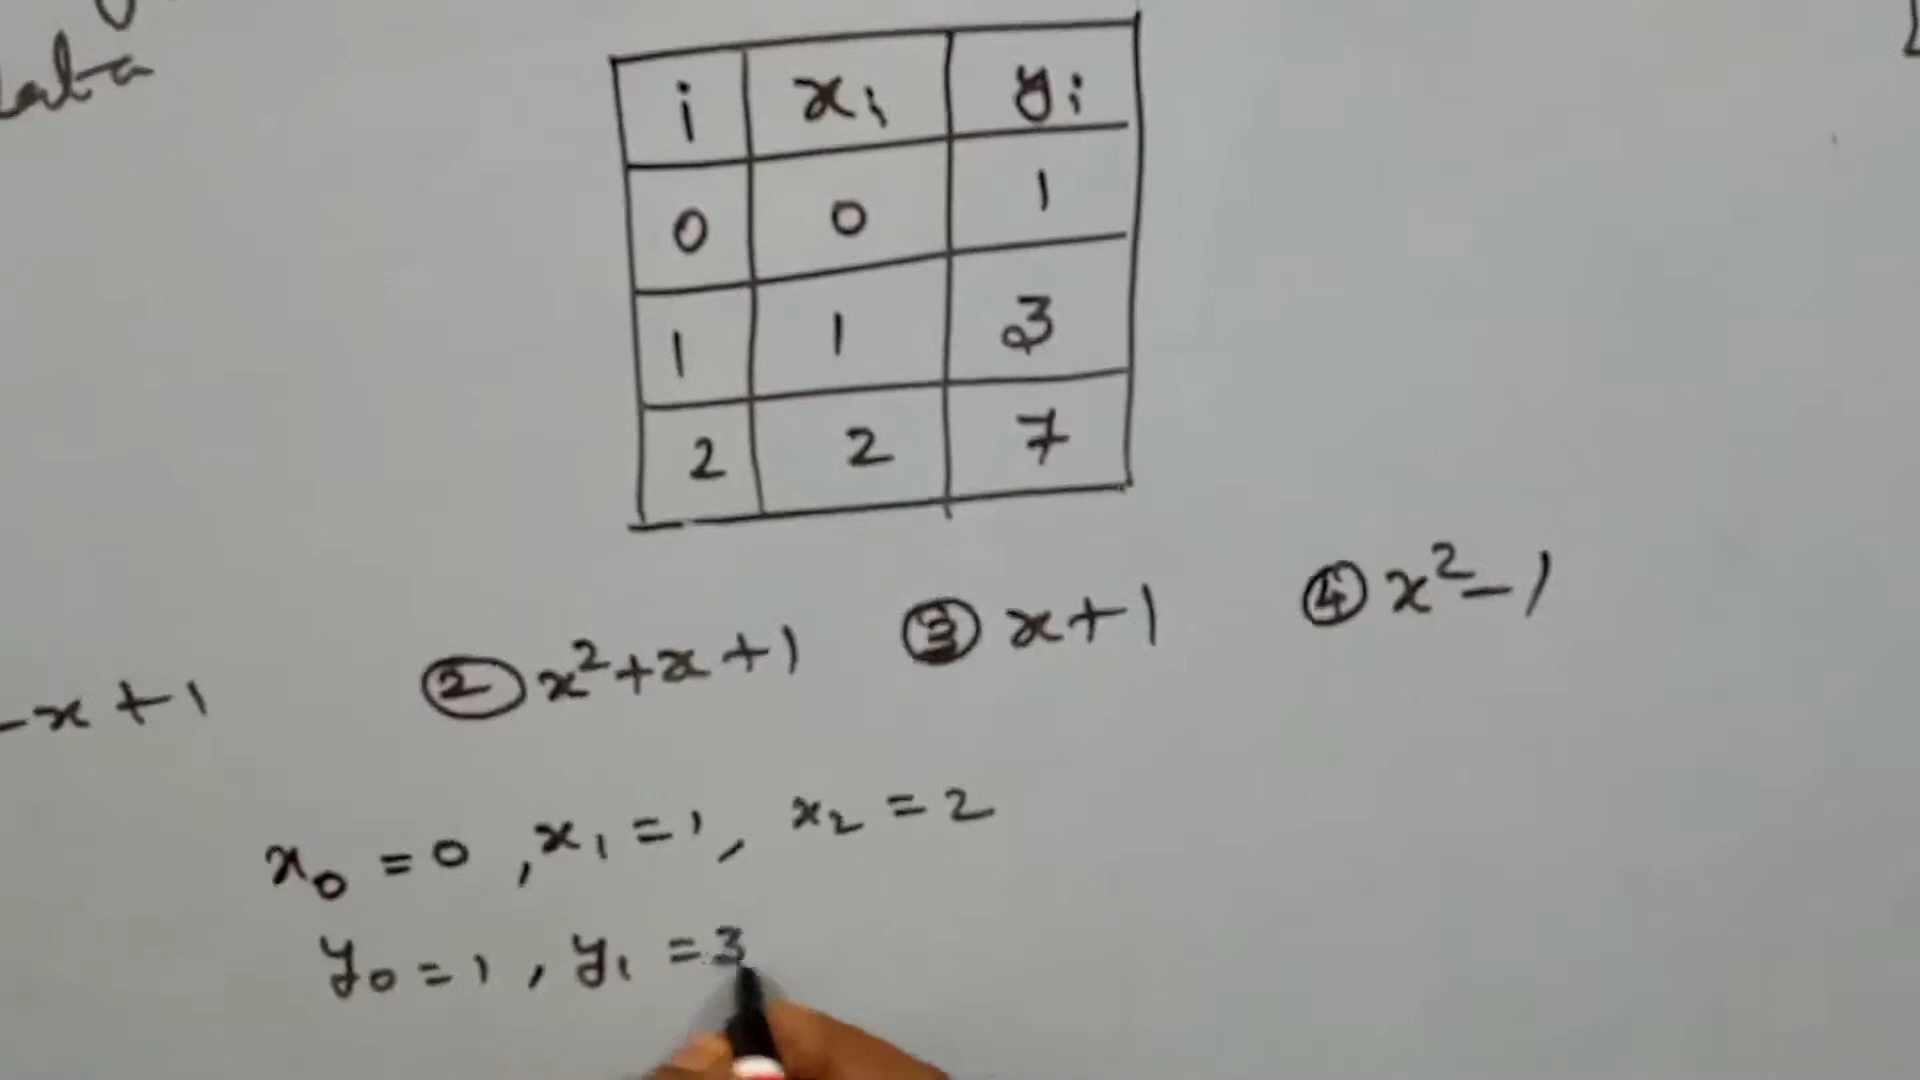 data
i xᵢ yᵢ
0 0 1
1 1 3
2 2 7
-x+1 ② x²+x+1 ③ x+1 ④ x²-1
x₀ = 0, x₁ = 1, x₂ = 2
y₀ = 1, y₁ = 3